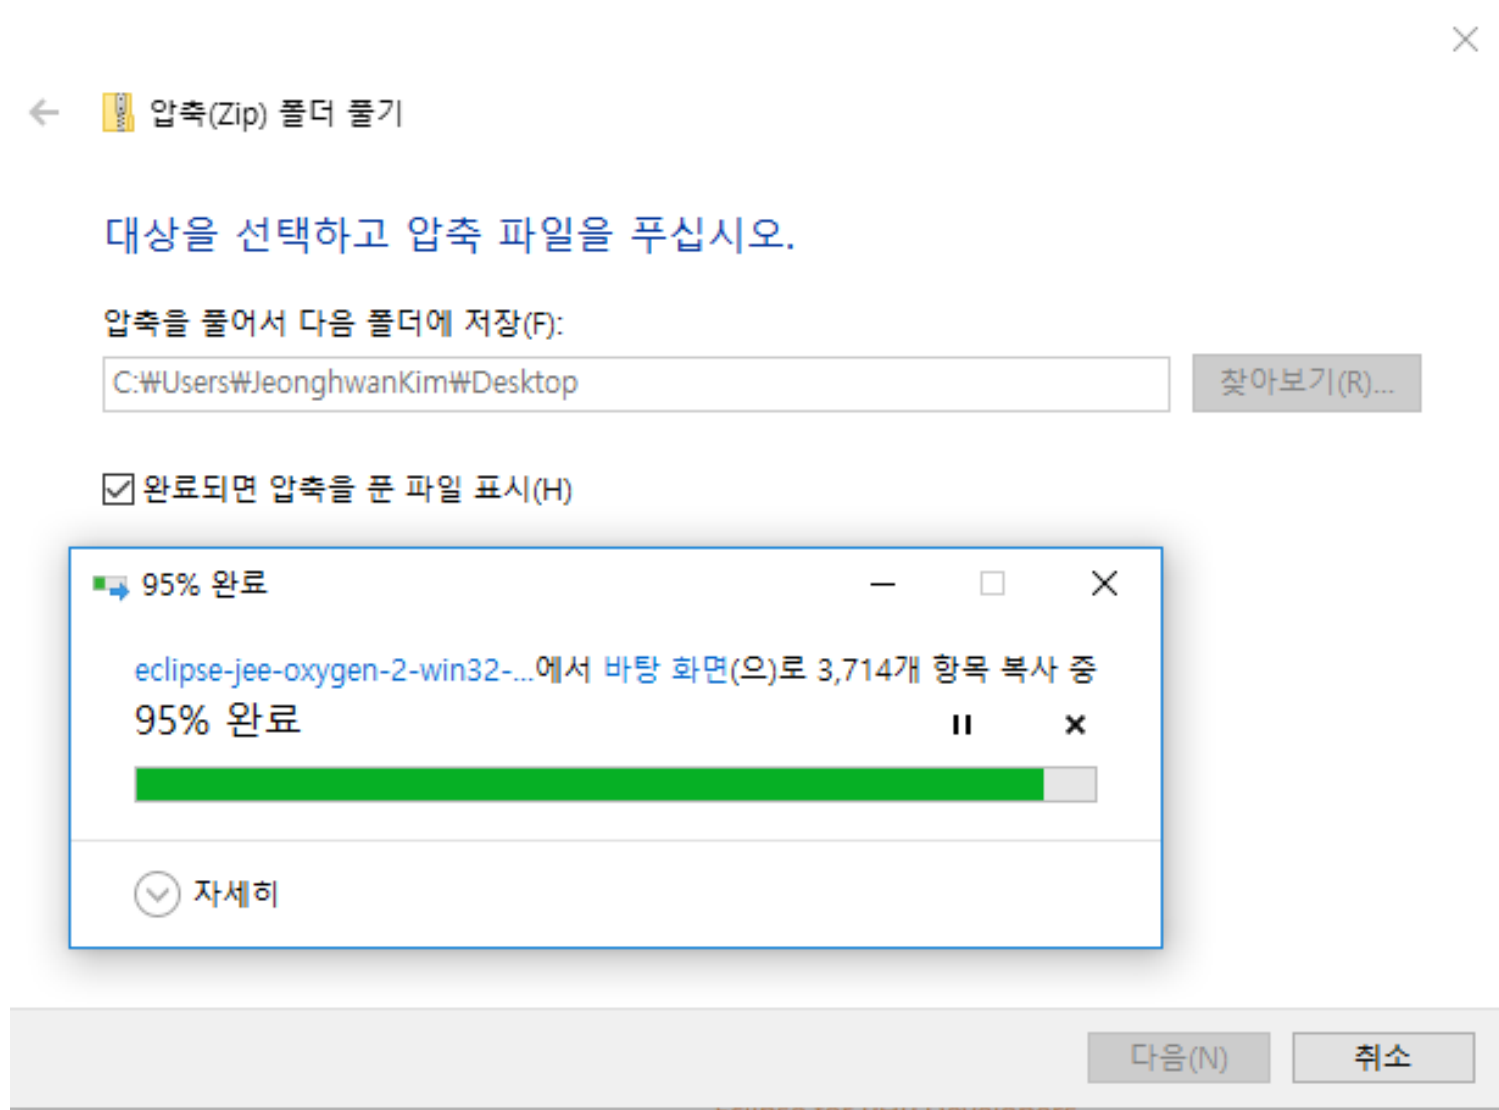 압축(Zip) 폴더 풀기
대상을 선택하고 압축 파일을 푸십시오.
압축을 풀어서 다음 폴더에 저장(F):
C:₩Users₩JeonghwanKim₩Desktop
찾아보기(R)...
완료되면 압축을 푼 파일 표시(H)
95% 완료
eclipse-jee-oxygen-2-win32-...에서 바탕 화면(으)로 3,714개 항목 복사 중
95% 완료
자세히
다음(N)
취소